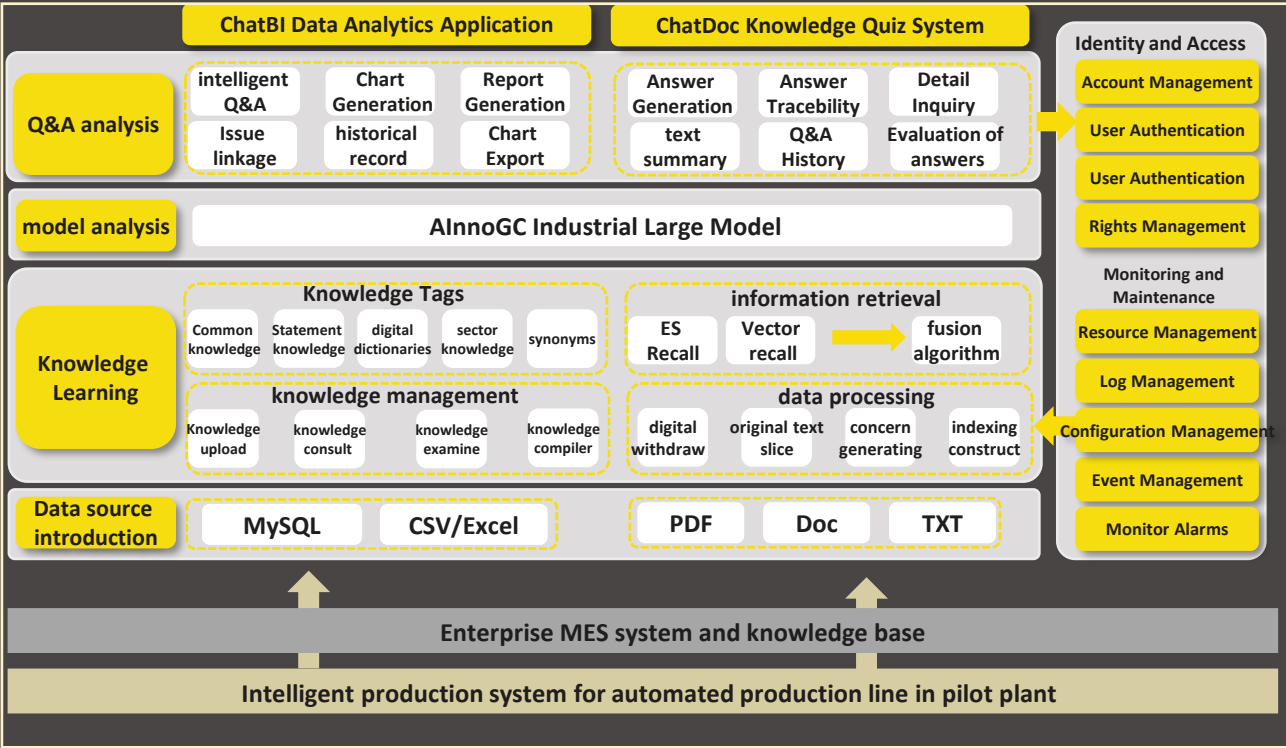 ChatBI Data Analytics Application
ChatDoc Knowledge Quiz System
Q&A analysis
intelligent
Q&A
Chart
Generation
Report
Generation
Issue
linkage
historical
record
Chart
Export
Answer
Generation
Answer
Tracebility
Detail
Inquiry
text
summary
Q&A
History
Evaluation of
answers
model analysis
AInnoGC Industrial Large Model
Knowledge
Learning
Knowledge Tags
Common
knowledge
Statement
knowledge
digital
dictionaries
sector
knowledge
synonyms
information retrieval
ES
Recall
Vector
recall
fusion
algorithm
knowledge management
Knowledge
upload
knowledge
consult
knowledge
examine
knowledge
compiler
data processing
digital
withdraw
original text
slice
concern
generating
indexing
construct
Data source
introduction
MySQL
CSV/Excel
PDF
Doc
TXT
Identity and Access
Account Management
User Authentication
User Authentication
Rights Management
Monitoring and
Maintenance
Resource Management
Log Management
Configuration Management
Event Management
Monitor Alarms
Enterprise MES system and knowledge base
Intelligent production system for automated production line in pilot plant